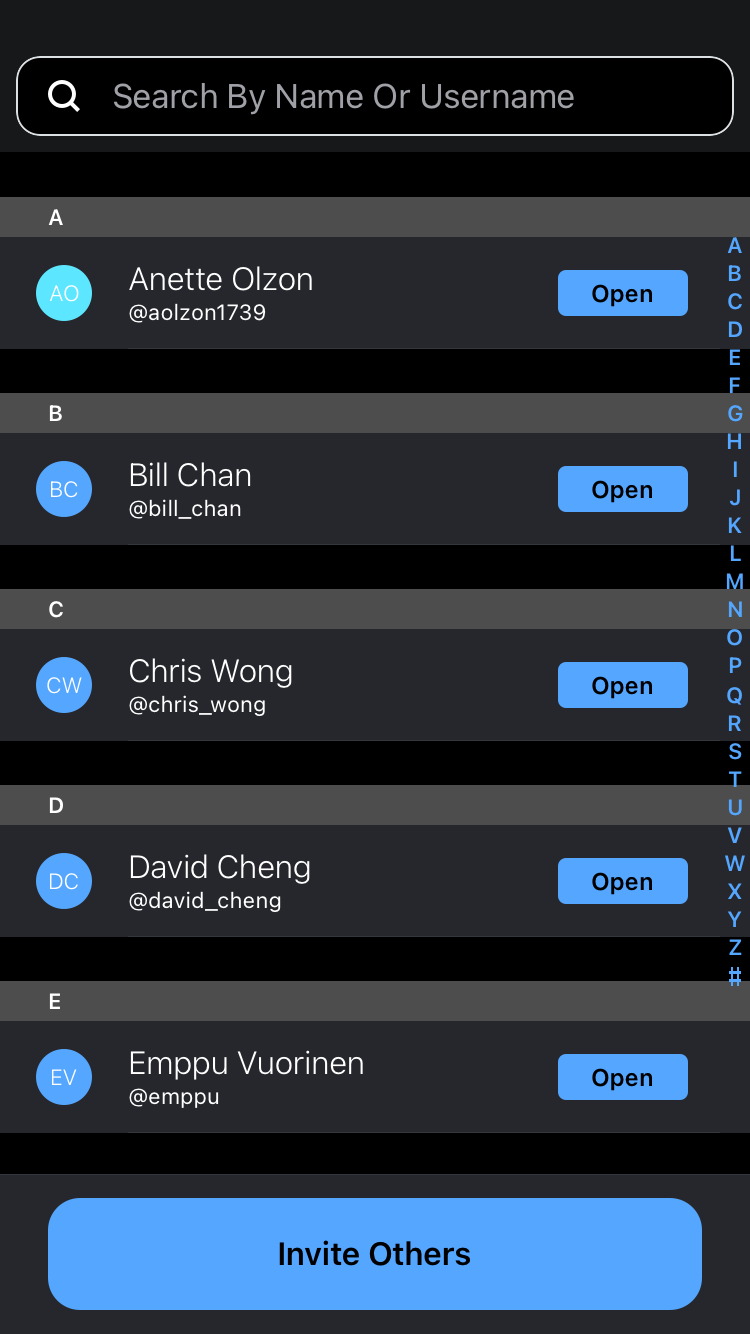 Search By Name Or Username
A
AO
Anette Olzon
@aolzon1739
Open
B
BC
Bill Chan
@bill_chan
Open
C
CW
Chris Wong
@chris_wong
Open
D
DC
David Cheng
@david_cheng
Open
E
EV
Emppu Vuorinen
@emppu
Open
A
B
C
D
E
F
G
H
I
J
K
L
M
N
O
P
Q
R
S
T
U
V
W
X
Y
Z
#
Invite Others